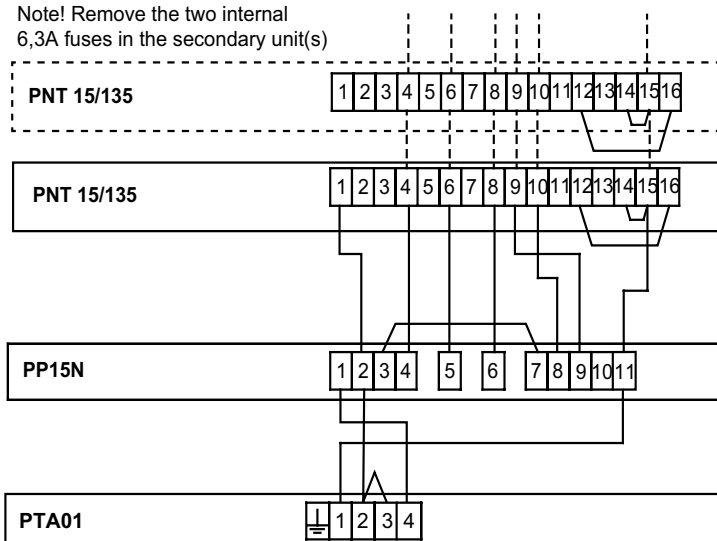 Note! Remove the two internal
6,3A fuses in the secondary unit(s)
PNT 15/135 1 2 3 4 5 6 7 8 9 10 11 12 13 14 15 16
PNT 15/135 1 2 3 4 5 6 7 8 9 10 11 12 13 14 15 16
PP15N 1 2 3 4 5 6 7 8 9 10 11
PTA01 1 2 3 4